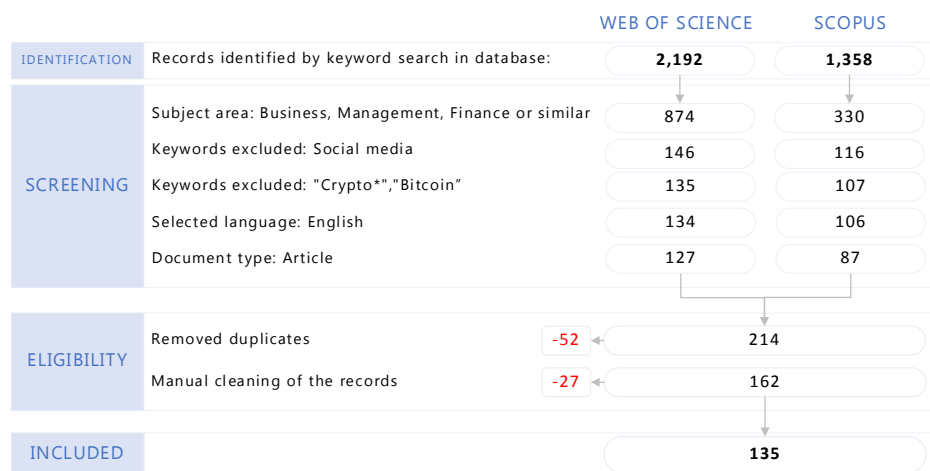 WEB OF SCIENCE SCOPUS
IDENTIFICATION Records identified by keyword search in database: 2,192 1,358
Subject area: Business, Management, Finance or similar 874 330
Keywords excluded: Social media 146 116
SCREENING Keywords excluded: "Crypto*","Bitcoin” 135 107
Selected language: English 134 106
Document type: Article 127 87
Removed duplicates -52 214
ELIGIBILITY
Manual cleaning of the records -27 162
INCLUDED 135